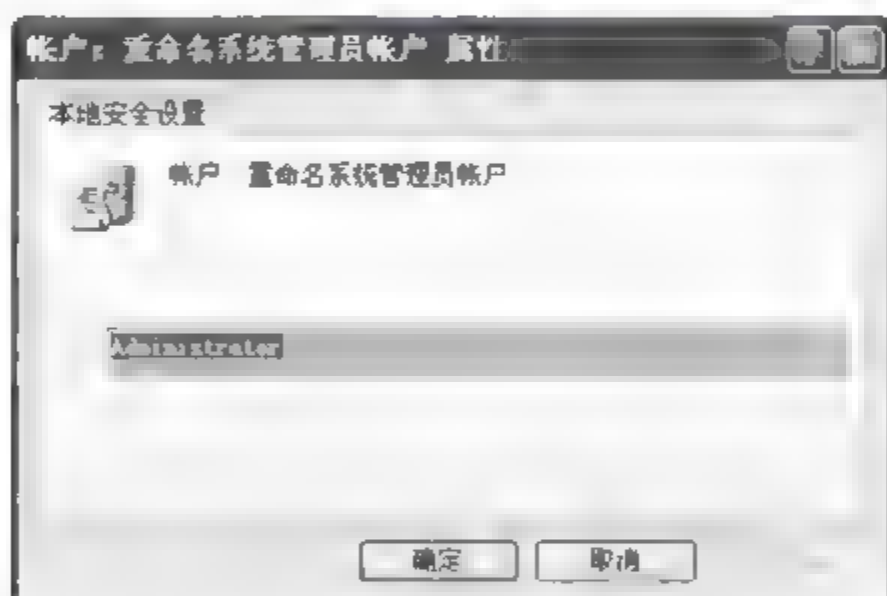 帐户: 重命名系统管理员帐户 属性
本地安全设置
帐户 重命名系统管理员帐户
Administrator
确定
取消